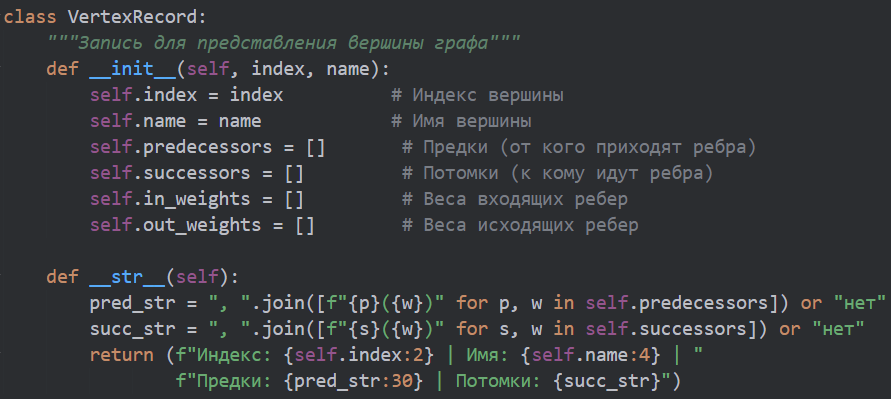 class VertexRecord:
    """Запись для представления вершины графа"""
    def __init__(self, index, name):
        self.index = index          # Индекс вершины
        self.name = name            # Имя вершины
        self.predecessors = []       # Предки (от кого приходят ребра)
        self.successors = []         # Потомки (к кому идут ребра)
        self.in_weights = []         # Веса входящих ребер
        self.out_weights = []        # Веса исходящих ребер

    def __str__(self):
        pred_str = ", ".join([f"{p}({w})" for p, w in self.predecessors]) or "нет"
        succ_str = ", ".join([f"{s}({w})" for s, w in self.successors]) or "нет"
        return (f"Индекс: {self.index:2} | Имя: {self.name:4} | "
                f"Предки: {pred_str:30} | Потомки: {succ_str}")